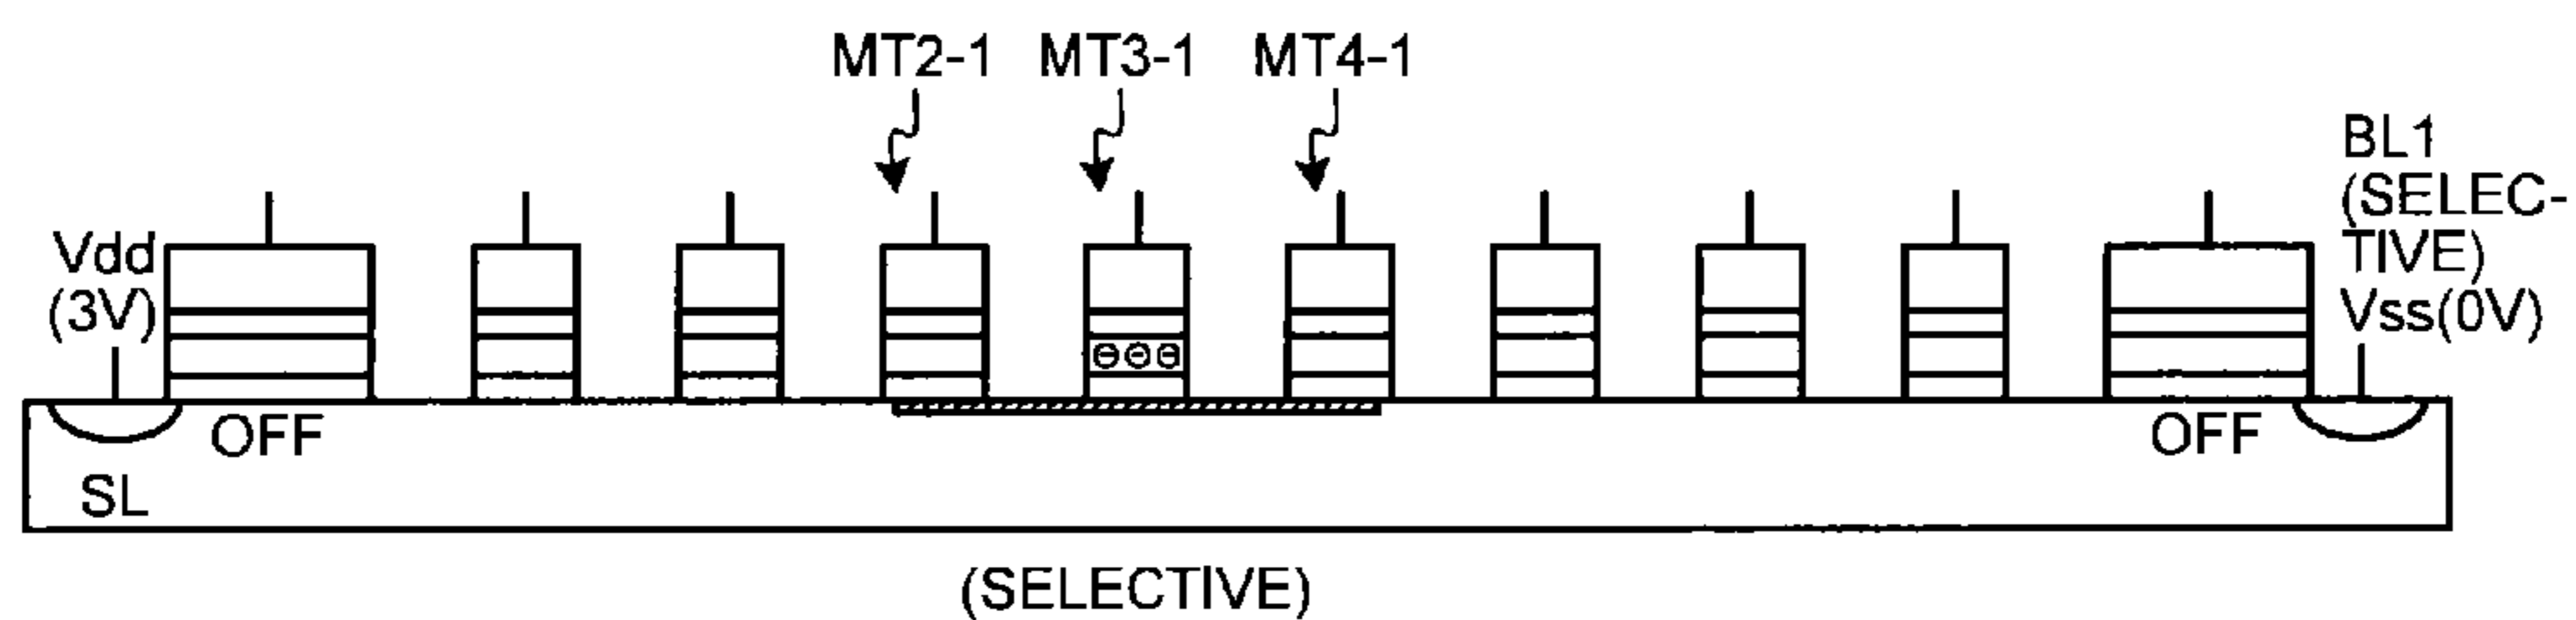 MT2-1 MT3-1 MT4-1
Vdd
(3V)
BL1
(SELEC-
TIVE)
Vss(0V)
⊖⊖⊖
OFF
OFF
SL
(SELECTIVE)